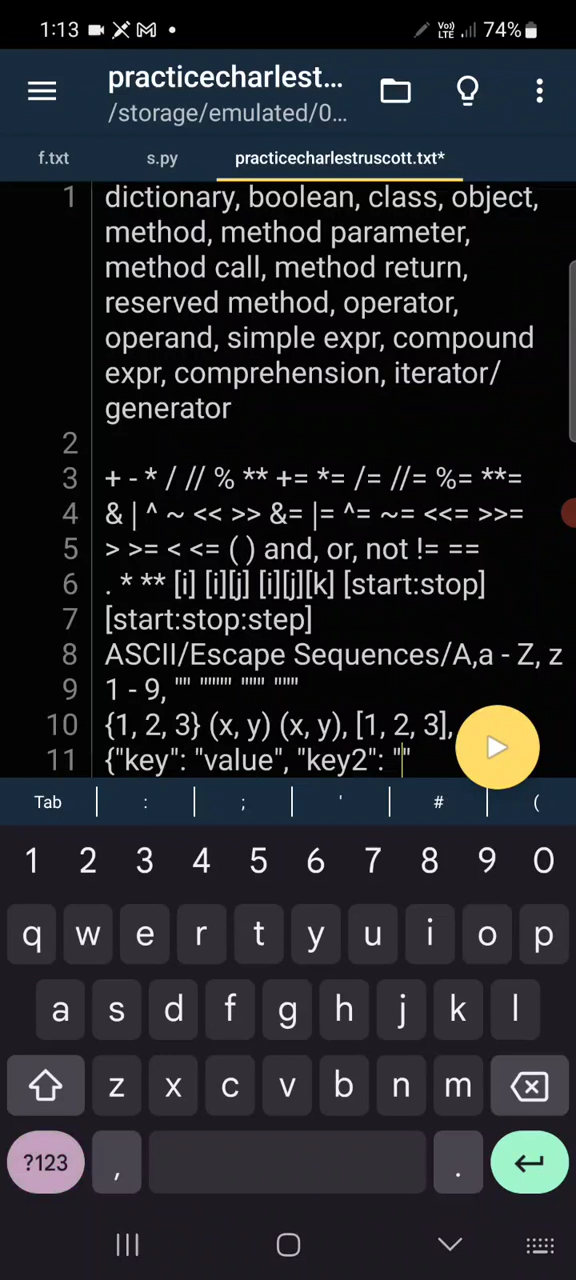 1:13
Vo)) LTE 74%
practicecharlest...
/storage/emulated/0...
f.txt s.py practicecharlestruscott.txt*
1 dictionary, boolean, class, object,
method, method parameter,
method call, method return,
reserved method, operator,
operand, simple expr, compound
expr, comprehension, iterator/
generator
2
3 + - * / // % ** += *= /= //= %= **=
4 & | ^ ~ << >> &= |= ^= ~= <<= >>=
5 > >= < <= ( ) and, or, not != ==
6 . * ** [i] [i][j] [i][j][k] [start:stop]
7 [start:stop:step]
8 ASCII/Escape Sequences/A,a - Z, z
9 1 - 9, "" """""" """" """"
10 {1, 2, 3} (x, y) (x, y), [1, 2, 3],
11 {"key": "value", "key2": ""
Tab : ; ' # (
1 2 3 4 5 6 7 8 9 0
q w e r t y u i o p
a s d f g h j k l
z x c v b n m
?123 , .